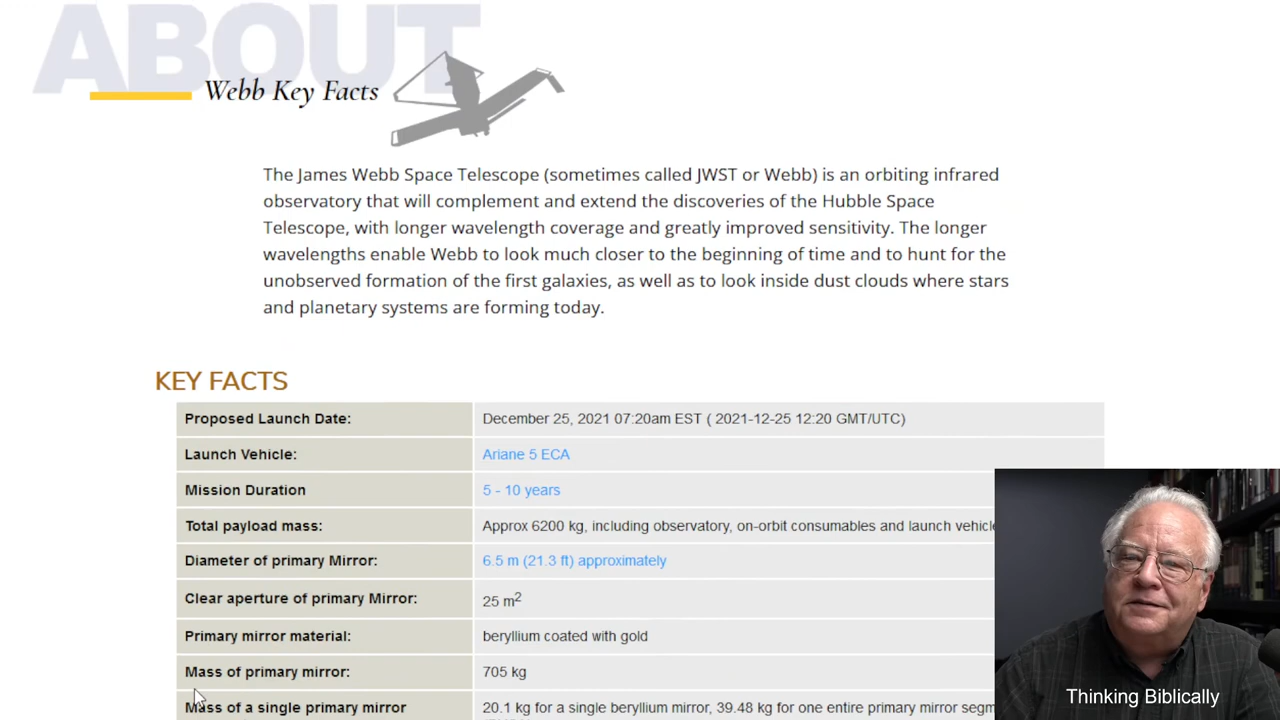 ABOUT
Webb Key Facts
The James Webb Space Telescope (sometimes called JWST or Webb) is an orbiting infrared
observatory that will complement and extend the discoveries of the Hubble Space
Telescope, with longer wavelength coverage and greatly improved sensitivity. The longer
wavelengths enable Webb to look much closer to the beginning of time and to hunt for the
unobserved formation of the first galaxies, as well as to look inside dust clouds where stars
and planetary systems are forming today.
KEY FACTS
Proposed Launch Date: December 25, 2021 07:20am EST ( 2021-12-25 12:20 GMT/UTC)
Launch Vehicle: Ariane 5 ECA
Mission Duration 5 - 10 years
Total payload mass: Approx 6200 kg, including observatory, on-orbit consumables and launch vehicle
Diameter of primary Mirror: 6.5 m (21.3 ft) approximately
Clear aperture of primary Mirror: 25 m²
Primary mirror material: beryllium coated with gold
Mass of primary mirror: 705 kg
Mass of a single primary mirror 20.1 kg for a single beryllium mirror, 39.48 kg for one entire primary mirror segm
Thinking Biblically